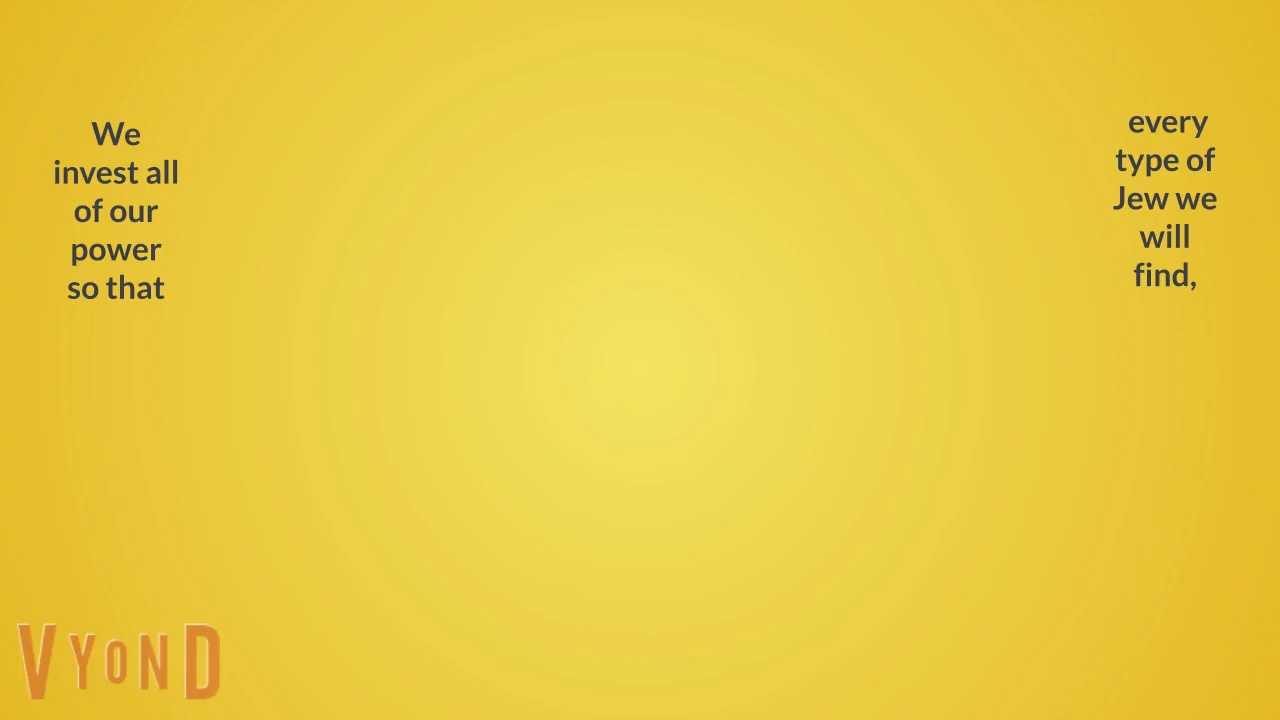 We
invest all
of our
power
so that
every
type of
Jew we
will
find,
VYOND